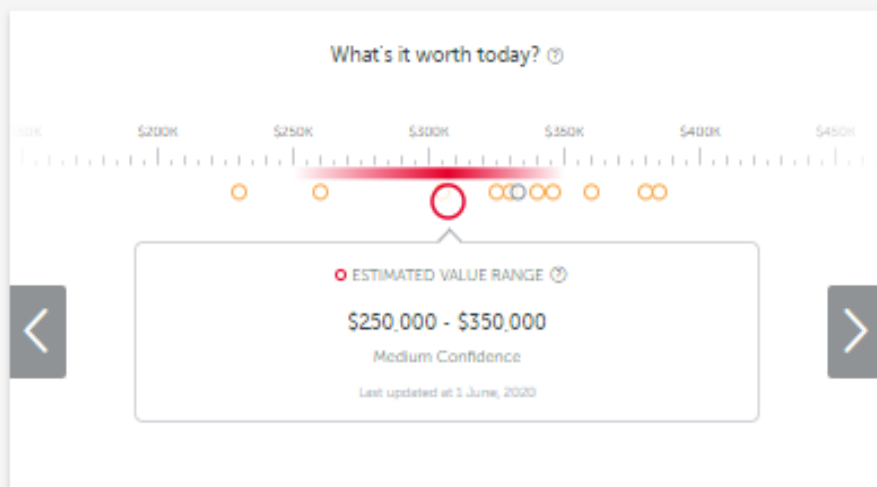 What's it worth today? ?
$200K $250K $300K $350K $400K $450K
ESTIMATED VALUE RANGE ?
$250,000 - $350,000
Medium Confidence
Last updated at 1 June, 2020